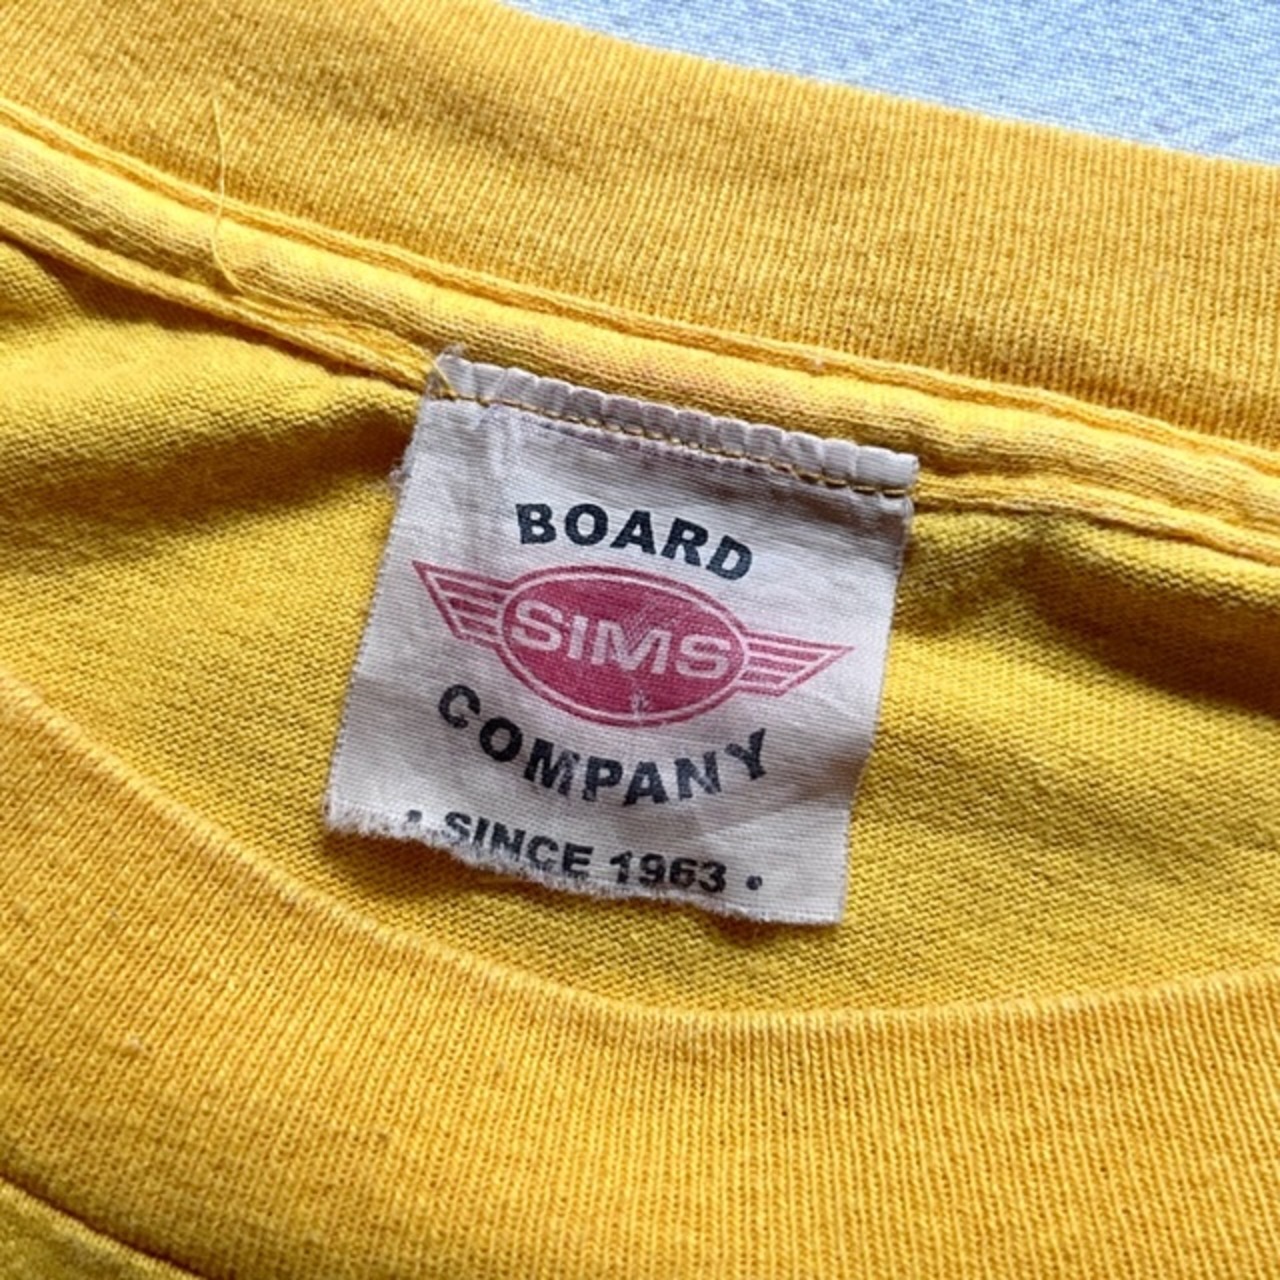 BOARD
SIMS
COMPANY
• SINCE 1963 •